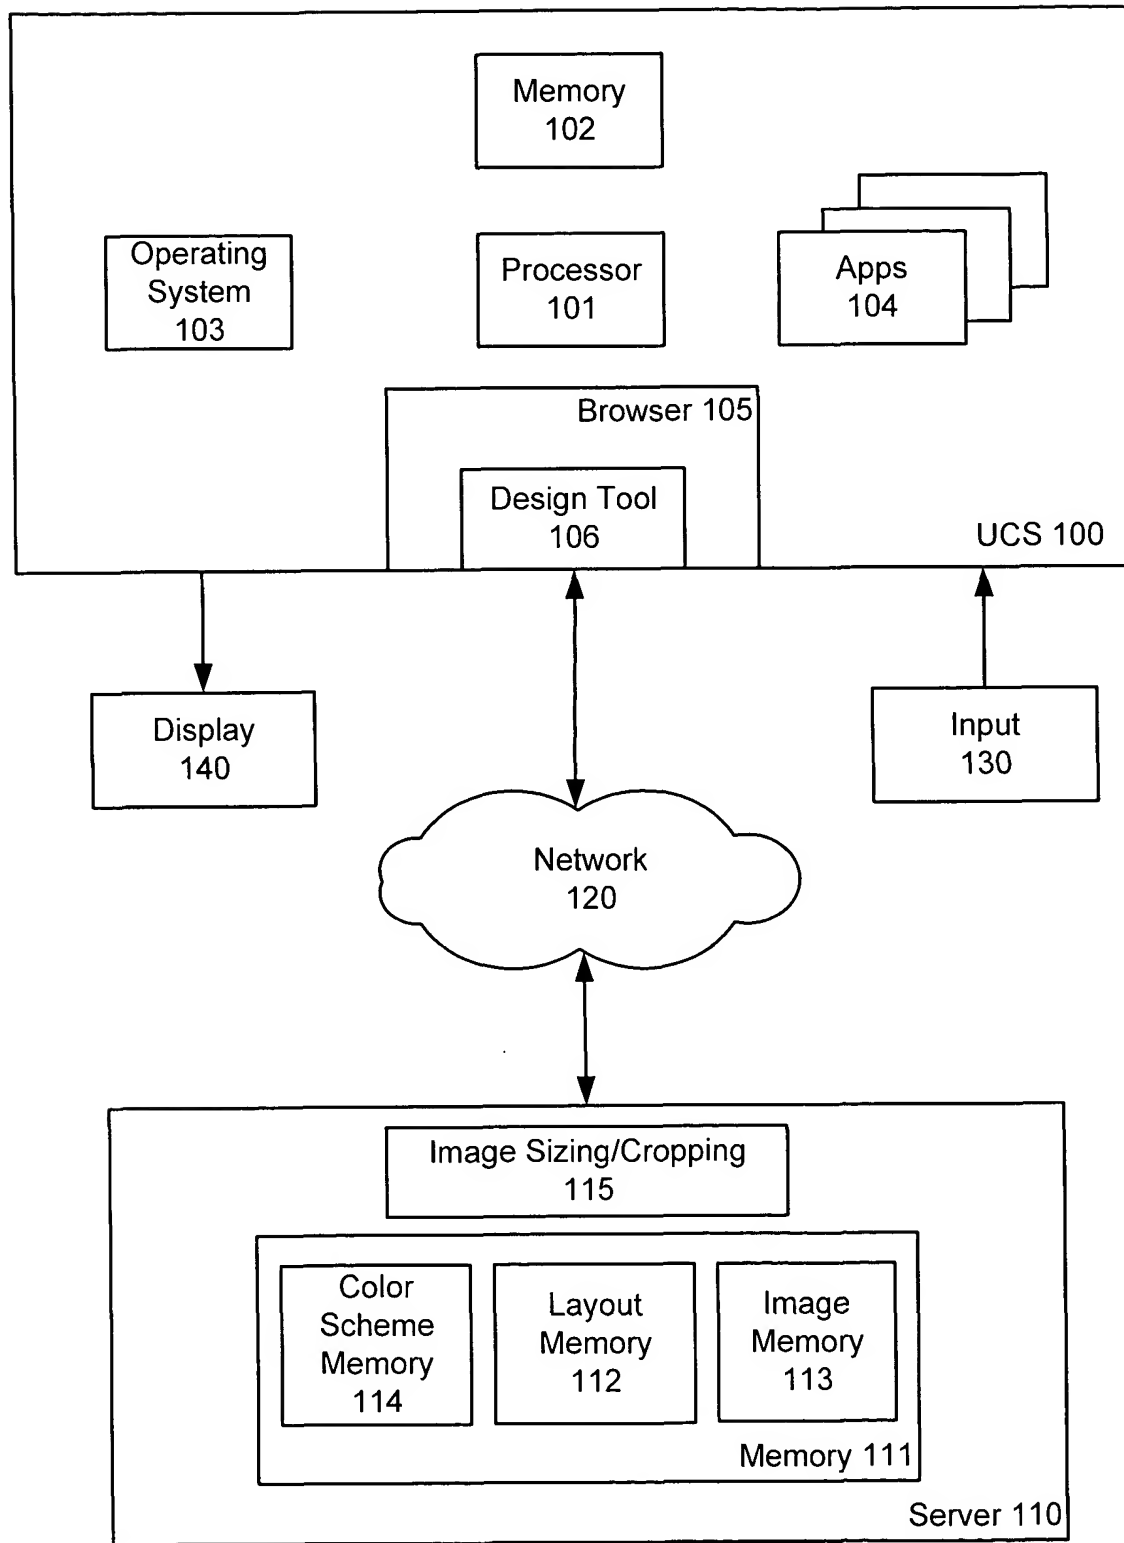 Memory
102
Operating
System
103
Processor
101
Apps
104
Browser 105
Design Tool
106
UCS 100
Display
140
Input
130
Network
120
Image Sizing/Cropping
115
Color
Scheme
Memory
114
Layout
Memory
112
Image
Memory
113
Memory 111
Server 110